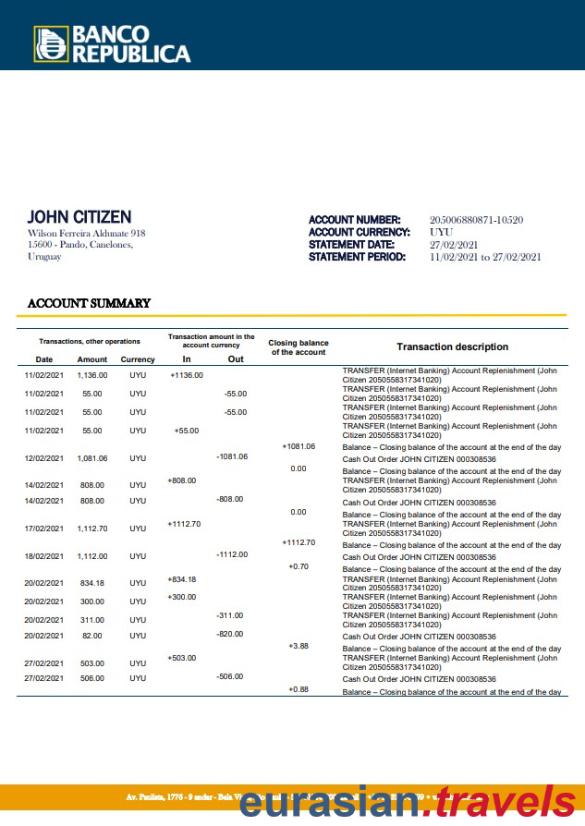 BANCO
REPUBLICA
JOHN CITIZEN
Wilson Ferreira Aldunate 918
15600 - Pando, Canelones,
Uruguay
ACCOUNT NUMBER: 205006880871-10520
ACCOUNT CURRENCY: UYU
STATEMENT DATE: 27/02/2021
STATEMENT PERIOD: 11/02/2021 to 27/02/2021
ACCOUNT SUMMARY
Transactions, other operations Transaction amount in the account currency Closing balance of the account Transaction description
Date Amount Currency In Out
11/02/2021 1,136.00 UYU +1136.00 TRANSFER (Internet Banking) Account Replenishment (John
Citizen 2050558317341020)
11/02/2021 55.00 UYU -55.00 TRANSFER (Internet Banking) Account Replenishment (John
Citizen 2050558317341020)
11/02/2021 55.00 UYU -55.00 TRANSFER (Internet Banking) Account Replenishment (John
Citizen 2050558317341020)
11/02/2021 55.00 UYU +55.00 TRANSFER (Internet Banking) Account Replenishment (John
Citizen 2050558317341020)
+1081.06 Balance – Closing balance of the account at the end of the day
12/02/2021 1,081.06 UYU -1081.06 Cash Out Order JOHN CITIZEN 000308536
0.00 Balance – Closing balance of the account at the end of the day
14/02/2021 808.00 UYU +808.00 TRANSFER (Internet Banking) Account Replenishment (John
Citizen 2050558317341020)
14/02/2021 808.00 UYU -808.00 Cash Out Order JOHN CITIZEN 000308536
0.00 Balance – Closing balance of the account at the end of the day
17/02/2021 1,112.70 UYU +1112.70 TRANSFER (Internet Banking) Account Replenishment (John
Citizen 2050558317341020)
+1112.70 Balance – Closing balance of the account at the end of the day
18/02/2021 1,112.00 UYU -1112.00 Cash Out Order JOHN CITIZEN 000308536
+0.70 Balance – Closing balance of the account at the end of the day
20/02/2021 834.18 UYU +834.18 TRANSFER (Internet Banking) Account Replenishment (John
Citizen 2050558317341020)
20/02/2021 300.00 UYU +300.00 TRANSFER (Internet Banking) Account Replenishment (John
Citizen 2050558317341020)
20/02/2021 311.00 UYU -311.00 TRANSFER (Internet Banking) Account Replenishment (John
Citizen 2050558317341020)
20/02/2021 82.00 UYU -820.00 Cash Out Order JOHN CITIZEN 000308536
+3.88 Balance – Closing balance of the account at the end of the day
27/02/2021 503.00 UYU +503.00 TRANSFER (Internet Banking) Account Replenishment (John
Citizen 2050558317341020)
27/02/2021 506.00 UYU -506.00 Cash Out Order JOHN CITIZEN 000308536
+0.88 Balance – Closing balance of the account at the end of the day
Av. Paulista, 1776 - 9 andar - Bela
eurasian.travels